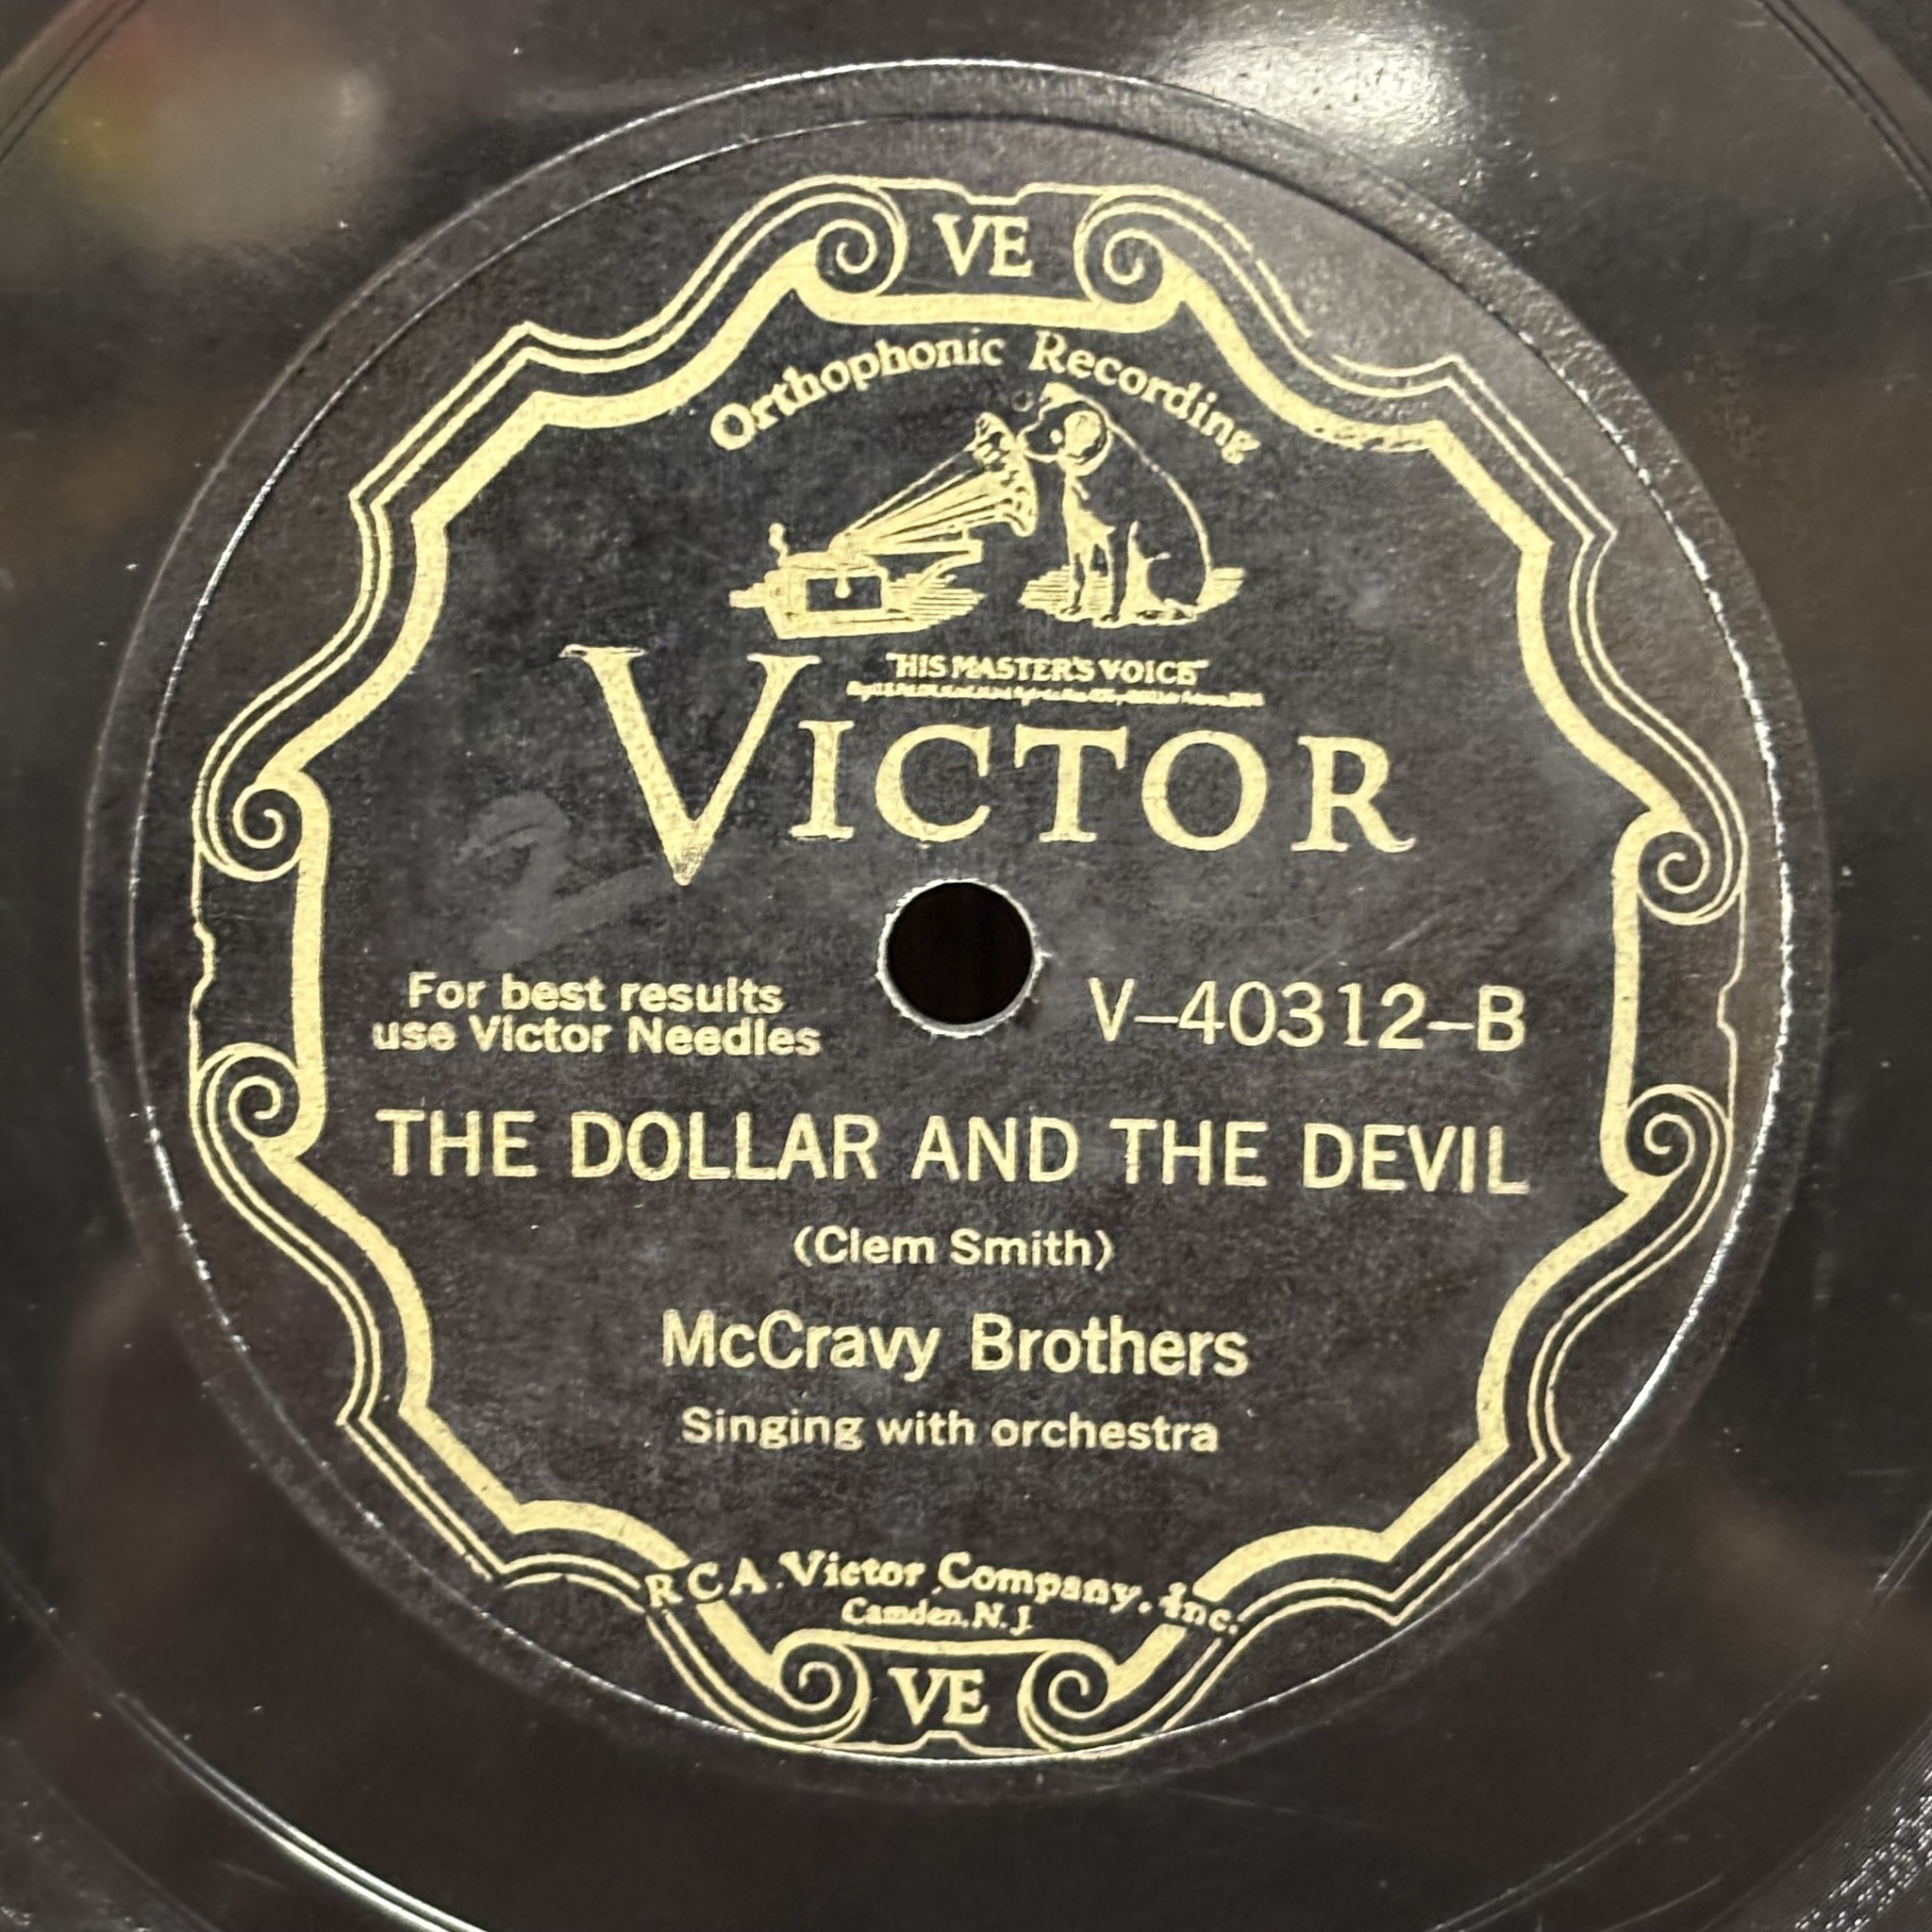 VE
Orthophonic Recording
"HIS MASTER'S VOICE"
VICTOR
2
For best results
use Victor Needles
V-40312-B
THE DOLLAR AND THE DEVIL
(Clem Smith)
McCravy Brothers
Singing with orchestra
RCA Victor Company, Inc.
Camden, N.J.
VE